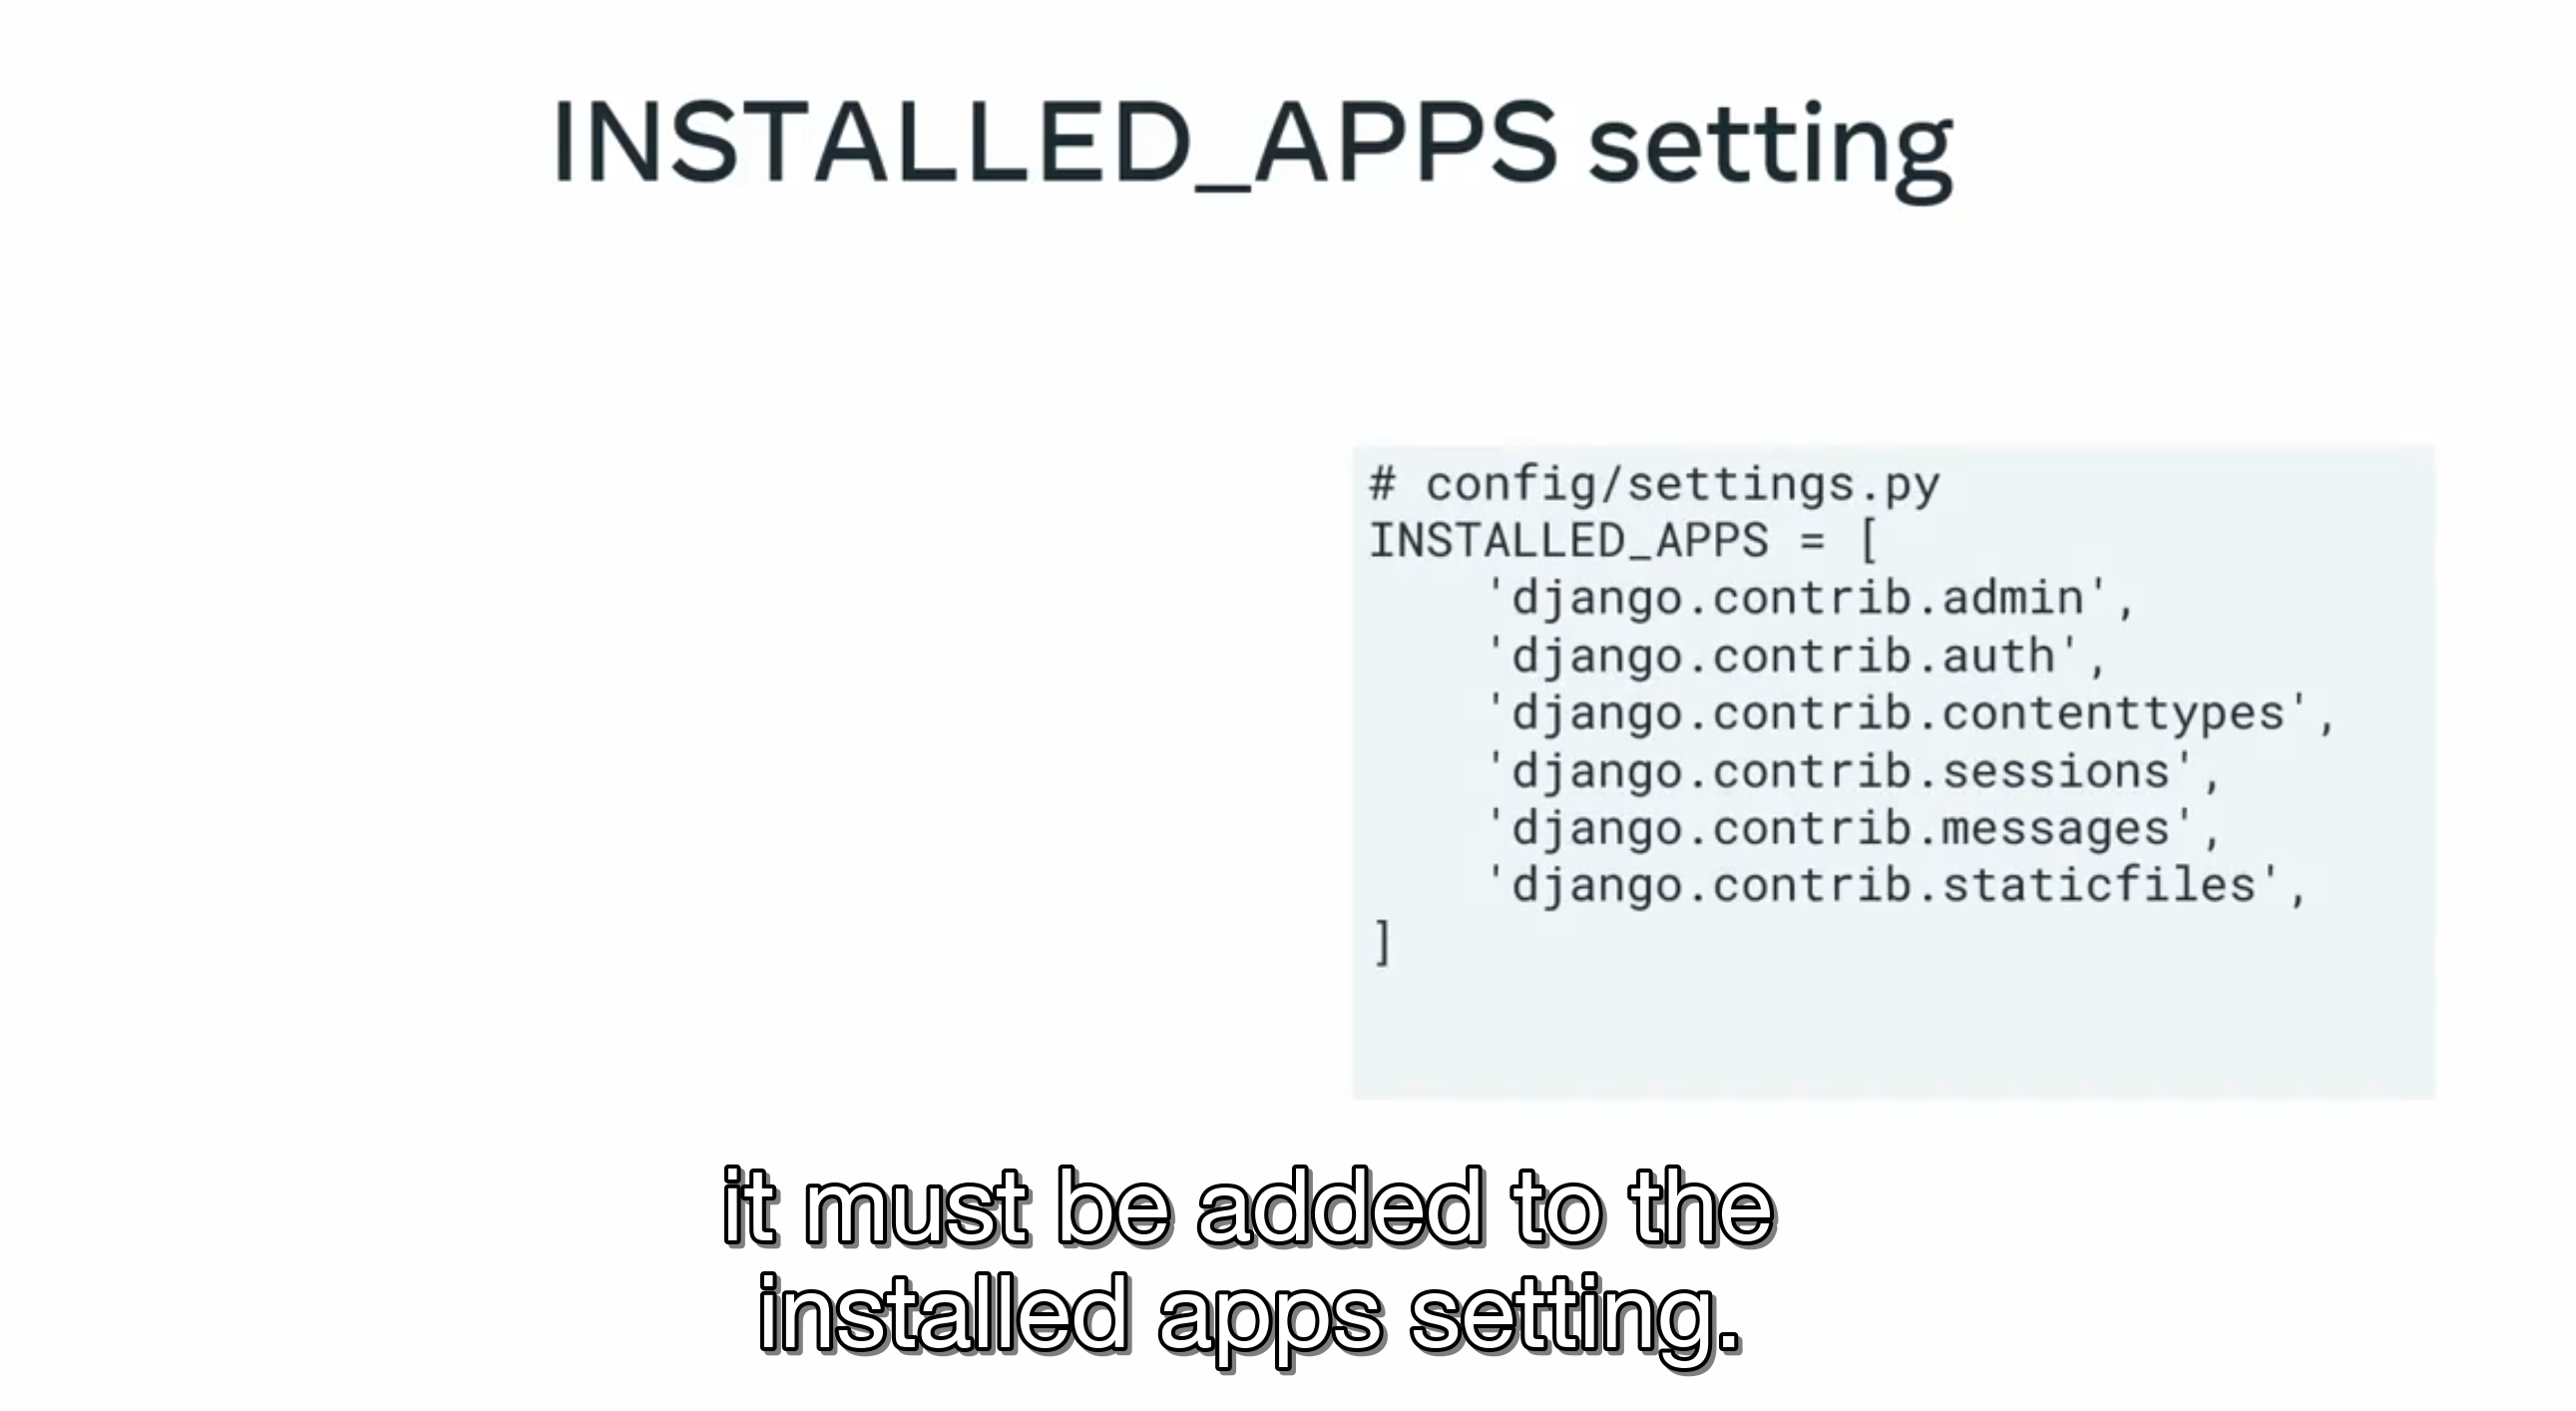 INSTALLED_APPS setting
# config/settings.py
INSTALLED_APPS = [
'django.contrib.admin',
'django.contrib.auth',
'django.contrib.contenttypes',
'django.contrib.sessions',
'django.contrib.messages',
'django.contrib.staticfiles',
]
it must be added to the
installed apps setting.